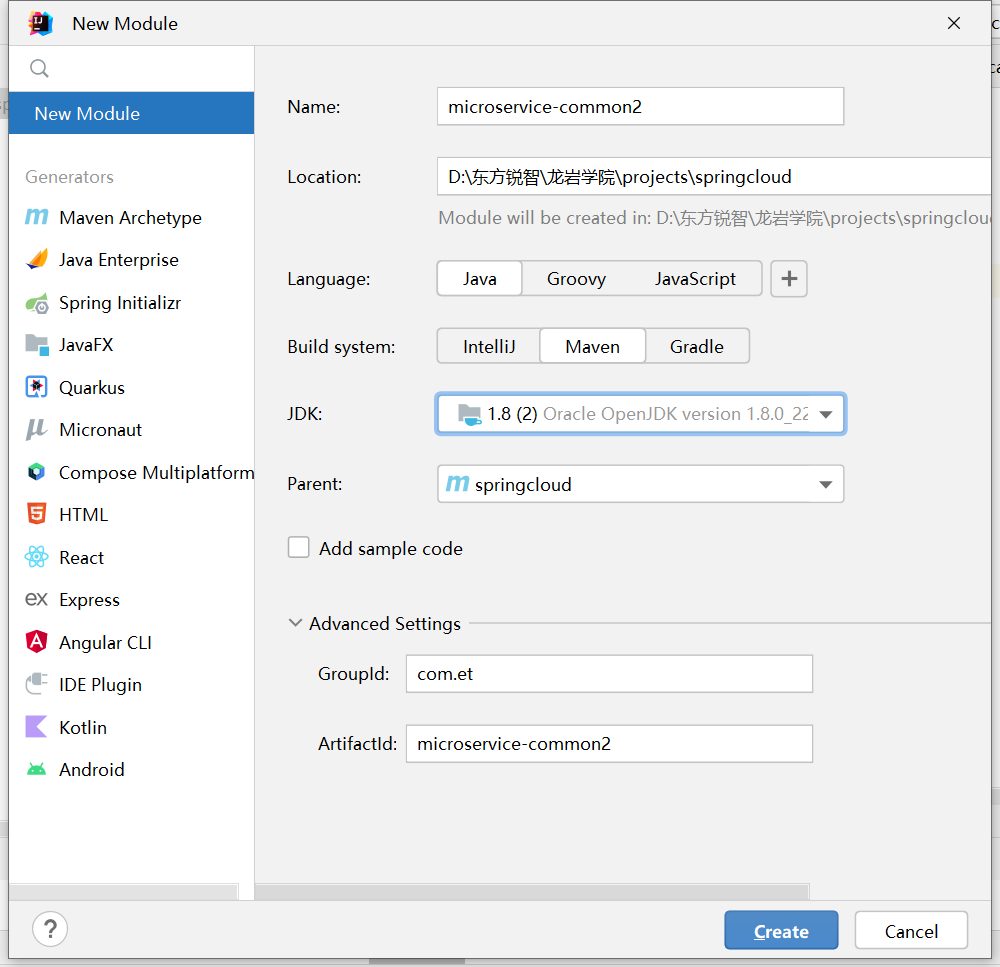 New Module
New Module
Generators
Maven Archetype
Java Enterprise
Spring Initializr
JavaFX
Quarkus
Micronaut
Compose Multiplatform
HTML
React
Express
Angular CLI
IDE Plugin
Kotlin
Android
Name: microservice-common2
Location: D:\东方锐智\龙岩学院\projects\springcloud
Module will be created in: D:\东方锐智\龙岩学院\projects\springclou
Language: Java Groovy JavaScript +
Build system: IntelliJ Maven Gradle
JDK: 1.8 (2) Oracle OpenJDK version 1.8.0_22
Parent: springcloud
Add sample code
Advanced Settings
GroupId: com.et
ArtifactId: microservice-common2
? Create Cancel